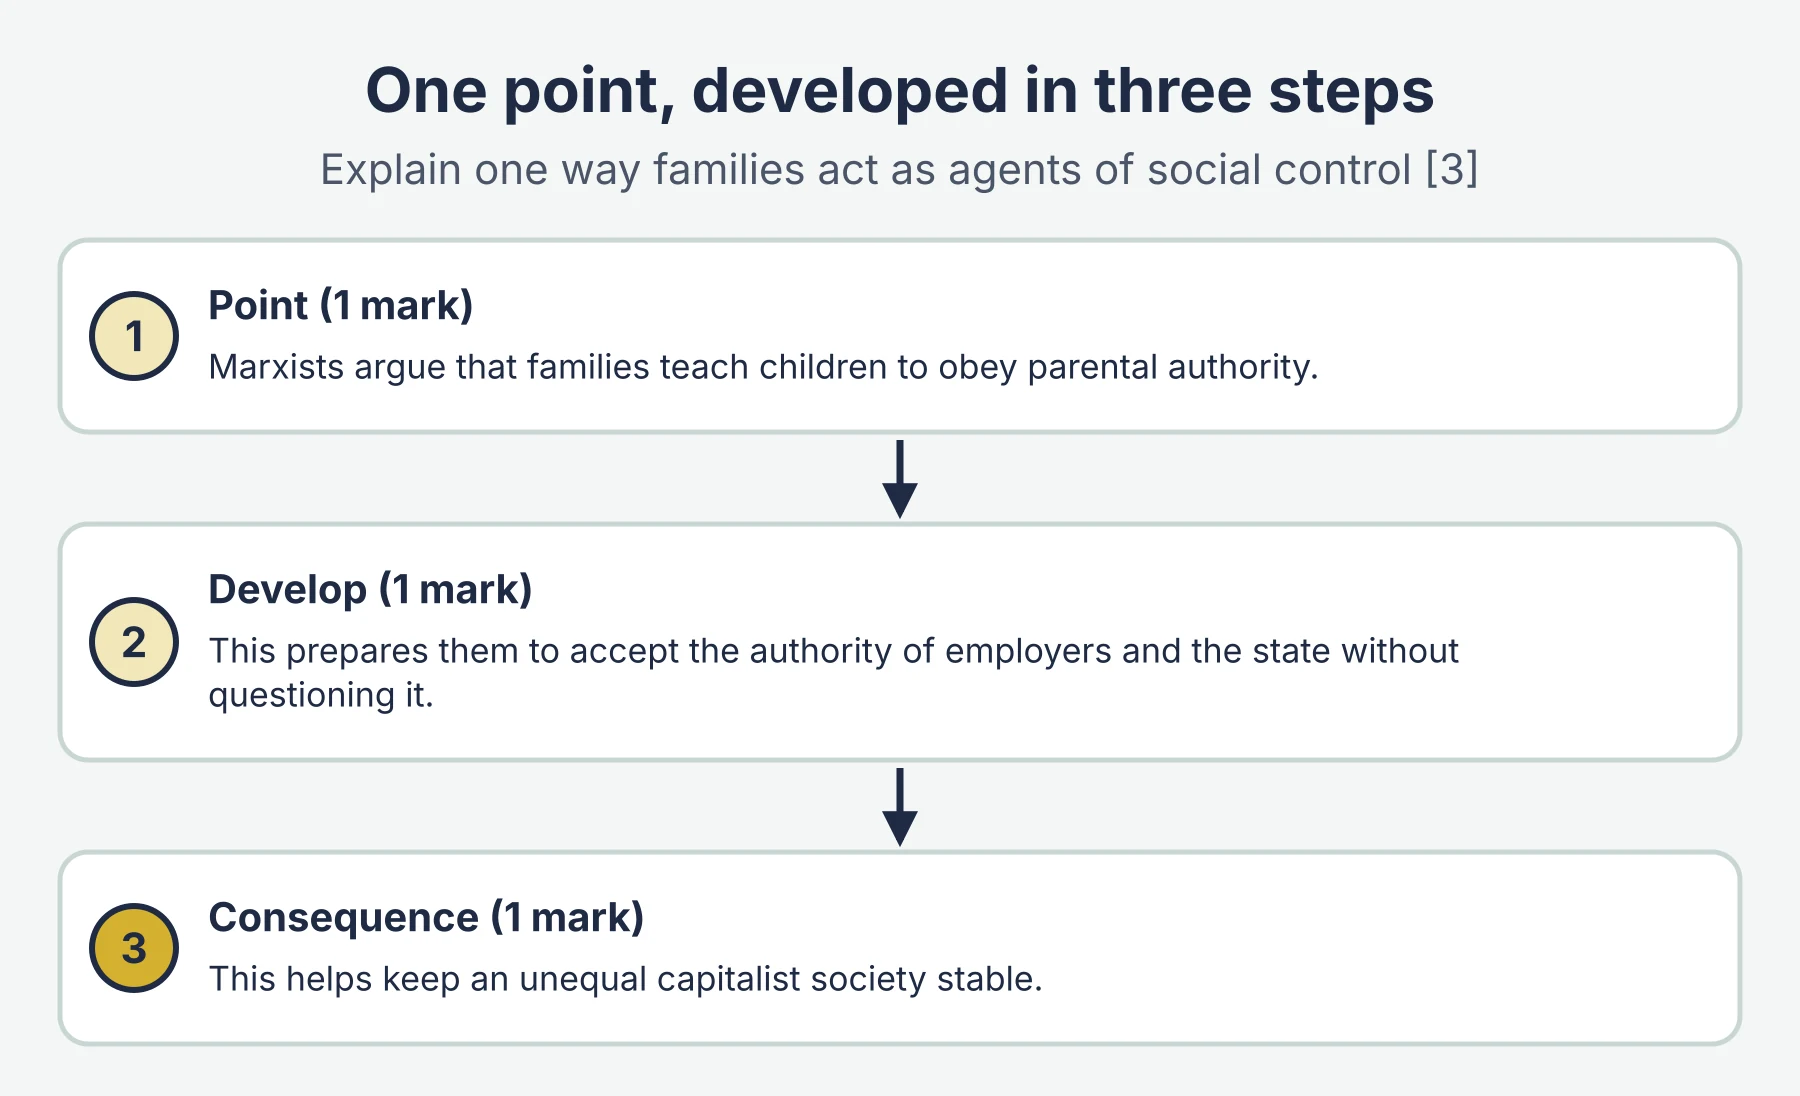 One point, developed in three steps
Explain one way families act as agents of social control [3]
1
Point (1 mark)
Marxists argue that families teach children to obey parental authority.
2
Develop (1 mark)
This prepares them to accept the authority of employers and the state without
questioning it.
3
Consequence (1 mark)
This helps keep an unequal capitalist society stable.